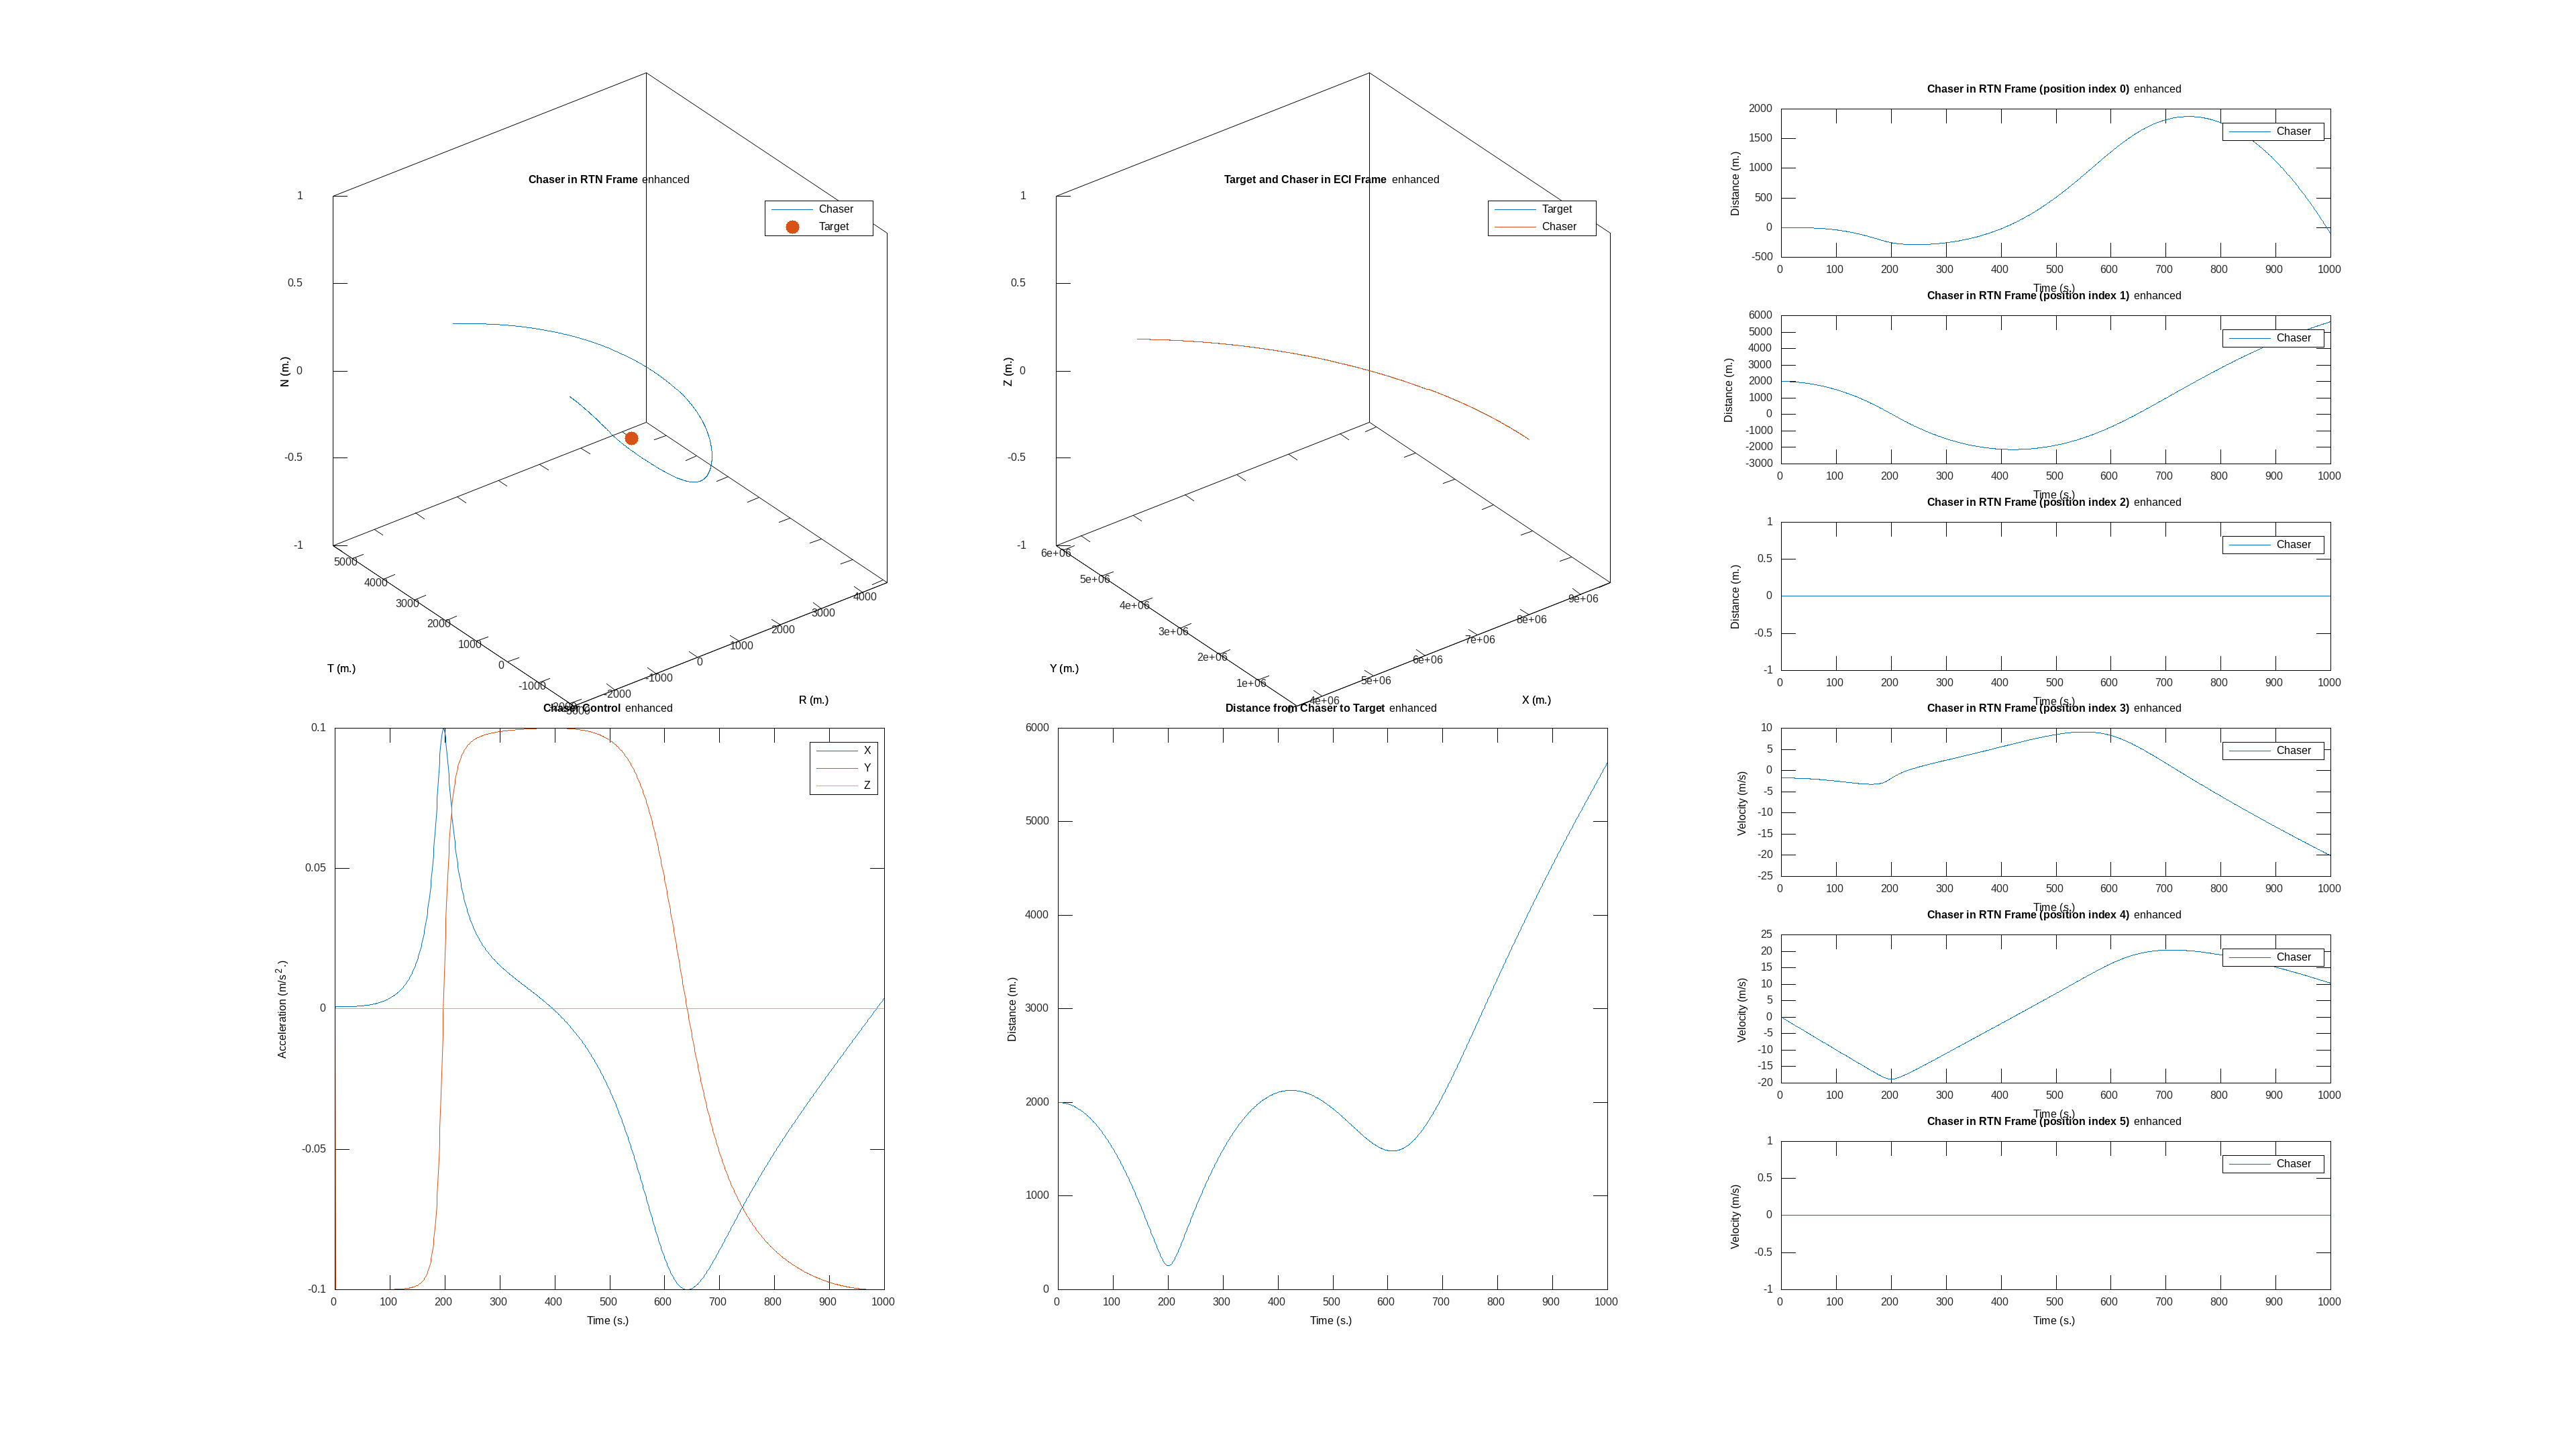 Chaser in RTN Frame enhanced
Chaser
Target
1
0.5
0
-0.5
-1
N (m.)
5000
4000
3000
2000
1000
0
-1000
T (m.)
-2000
-1000
0
1000
2000
3000
4000
R (m.)
Target and Chaser in ECI Frame enhanced
Target
Chaser
1
0.5
0
-0.5
-1
Z (m.)
6e+06
5e+06
4e+06
3e+06
2e+06
1e+06
Y (m.)
4e+06
5e+06
6e+06
7e+06
8e+06
9e+06
X (m.)
Chaser Control enhanced
X
Y
Z
0.1
0.05
0
-0.05
-0.1
Acceleration (m/s².)
0 100 200 300 400 500 600 700 800 900 1000
Time (s.)
Distance from Chaser to Target enhanced
6000
5000
4000
3000
2000
1000
0
Distance (m.)
0 100 200 300 400 500 600 700 800 900 1000
Time (s.)
Chaser in RTN Frame (position index 0) enhanced
Chaser
2000
1500
1000
500
0
-500
Distance (m.)
0 100 200 300 400 500 600 700 800 900 1000
Time (s.)
Chaser in RTN Frame (position index 1) enhanced
Chaser
6000
5000
4000
3000
2000
1000
0
-1000
-2000
-3000
Distance (m.)
0 100 200 300 400 500 600 700 800 900 1000
Time (s.)
Chaser in RTN Frame (position index 2) enhanced
Chaser
1
0.5
0
-0.5
-1
Distance (m.)
0 100 200 300 400 500 600 700 800 900 1000
Time (s.)
Chaser in RTN Frame (position index 3) enhanced
Chaser
10
5
0
-5
-10
-15
-20
-25
Velocity (m/s)
0 100 200 300 400 500 600 700 800 900 1000
Time (s.)
Chaser in RTN Frame (position index 4) enhanced
Chaser
25
20
15
10
5
0
-5
-10
-15
-20
Velocity (m/s)
0 100 200 300 400 500 600 700 800 900 1000
Time (s.)
Chaser in RTN Frame (position index 5) enhanced
Chaser
1
0.5
0
-0.5
-1
Velocity (m/s)
0 100 200 300 400 500 600 700 800 900 1000
Time (s.)